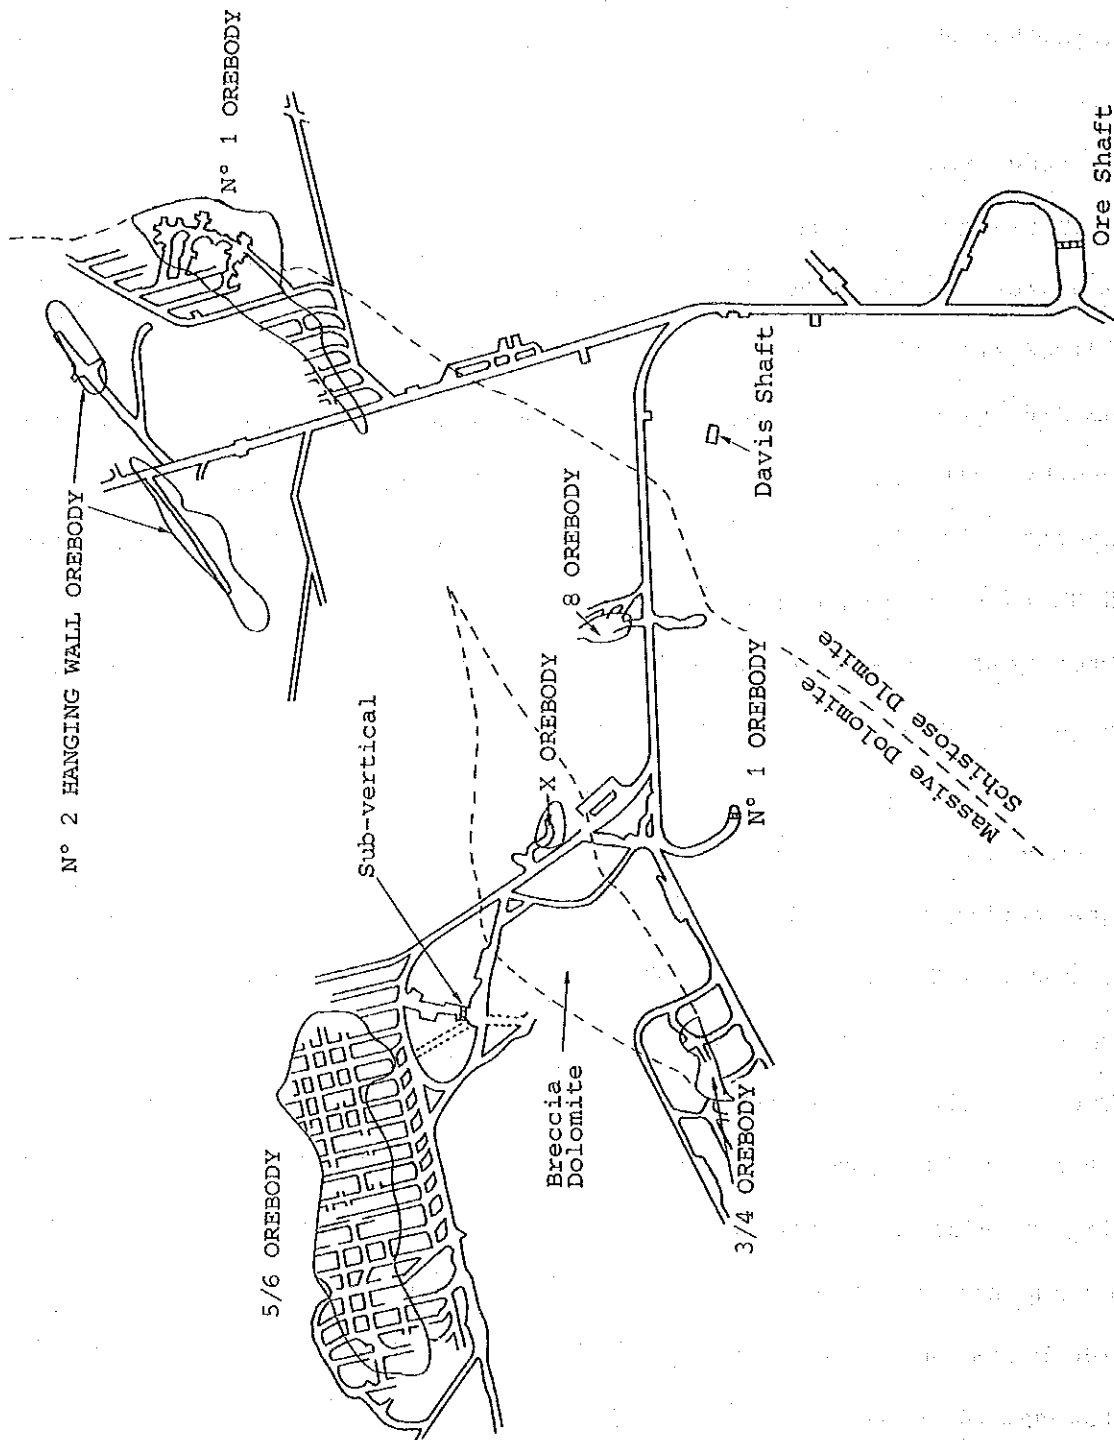 N° 1 OREBODY
N° 2 HANGING WALL OREBODY
8 OREBODY
Sub-vertical
X OREBODY
Davis Shaft
Ore Shaft
5/6 OREBODY
Breccia
Dolomite
N° 1 OREBODY
3/4 OREBODY
Massive Dolomite
Schistose Dlomite